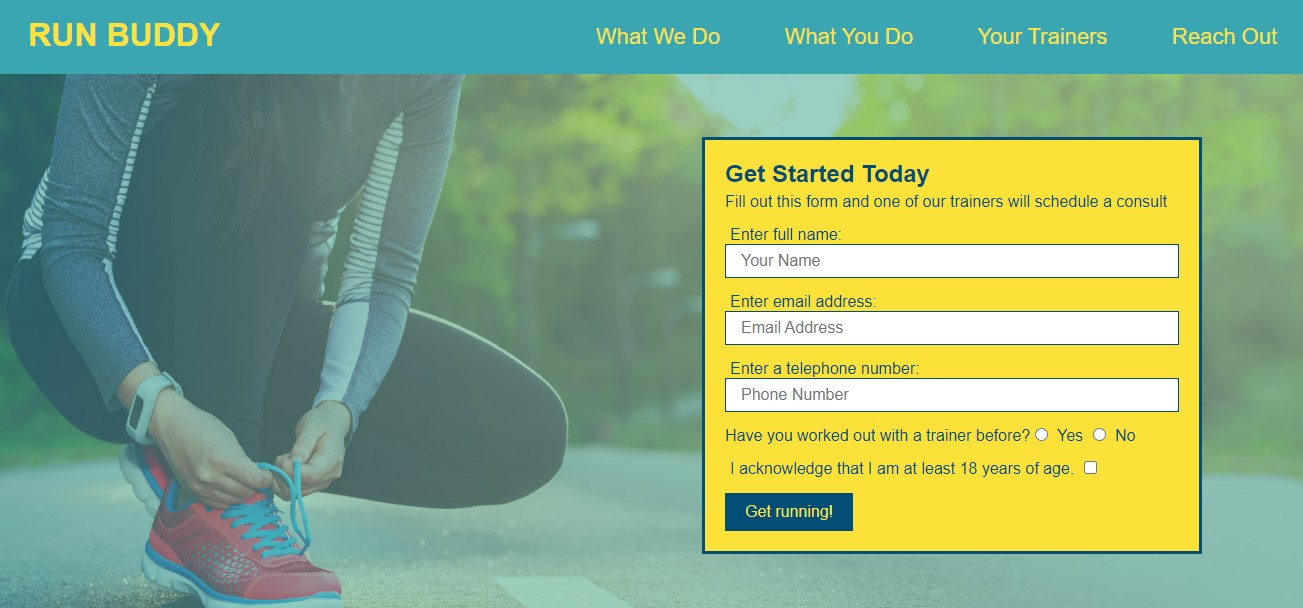 RUN BUDDY
What We Do
What You Do
Your Trainers
Reach Out
Get Started Today
Fill out this form and one of our trainers will schedule a consult
Enter full name:
Your Name
Enter email address:
Email Address
Enter a telephone number:
Phone Number
Have you worked out with a trainer before? Yes No
I acknowledge that I am at least 18 years of age.
Get running!